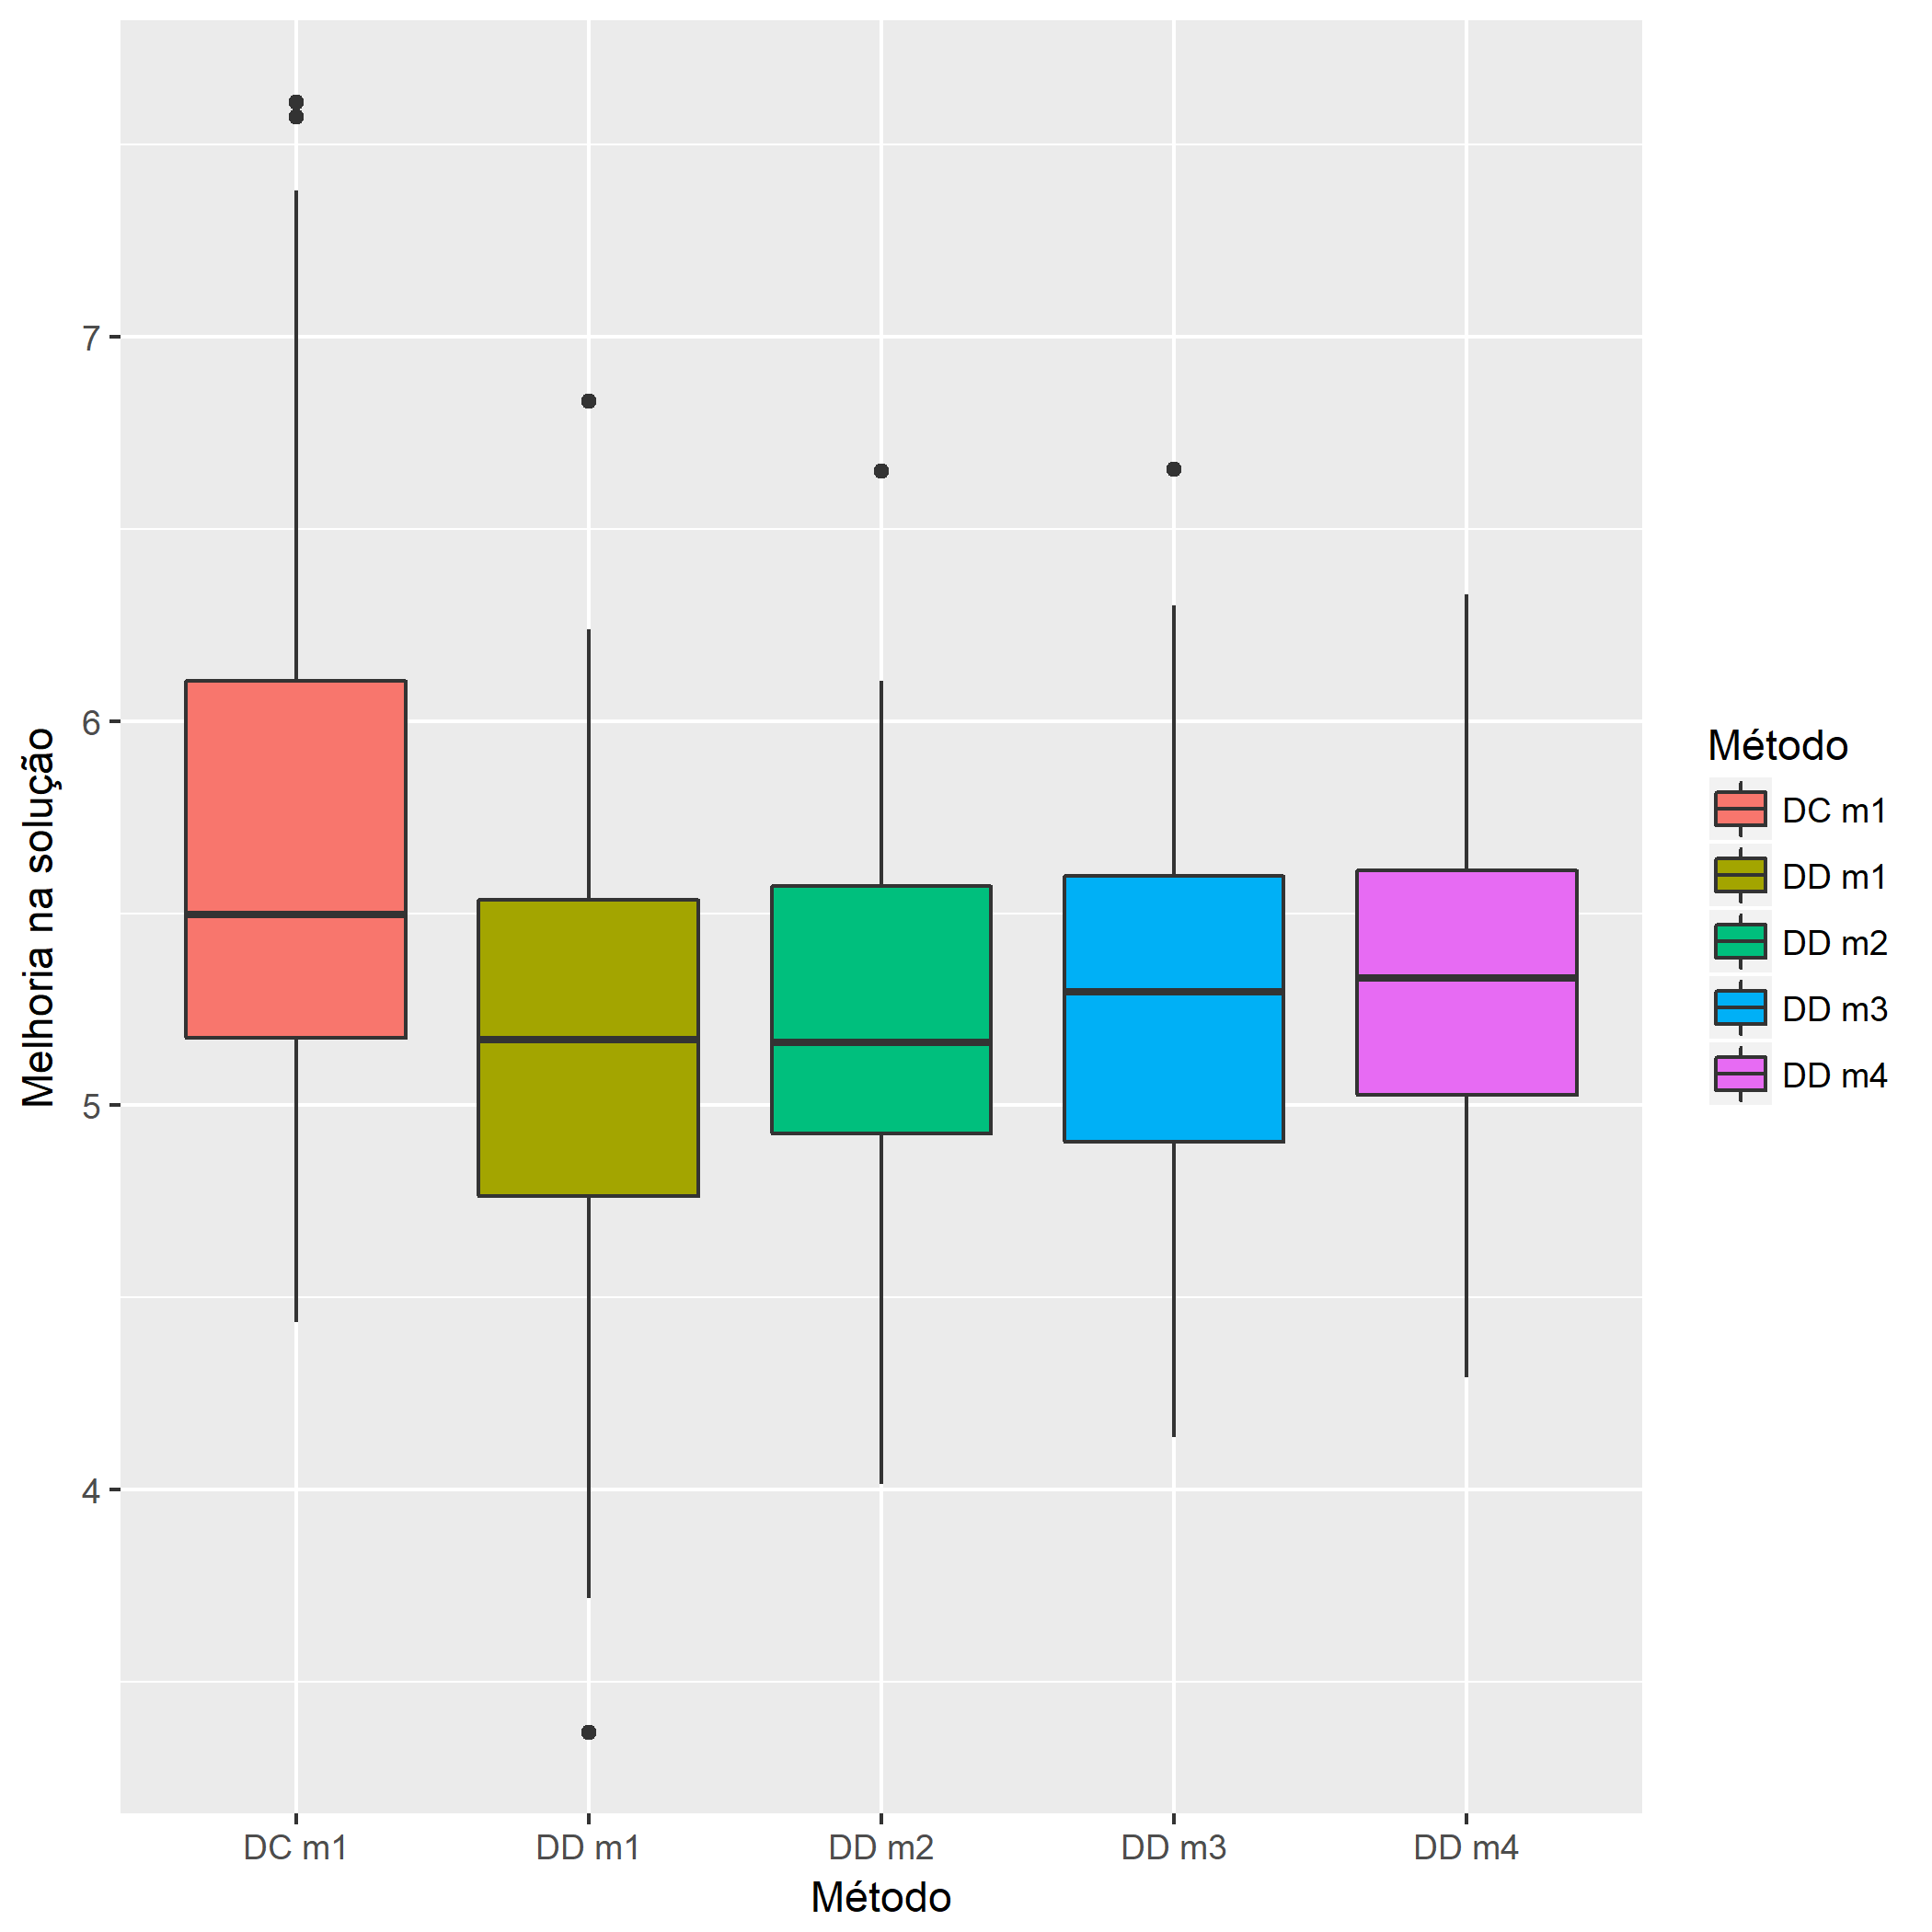 Melhoria na solução
7
6
5
4
DC m1
DD m1
DD m2
DD m3
DD m4
Método
Método
DC m1
DD m1
DD m2
DD m3
DD m4